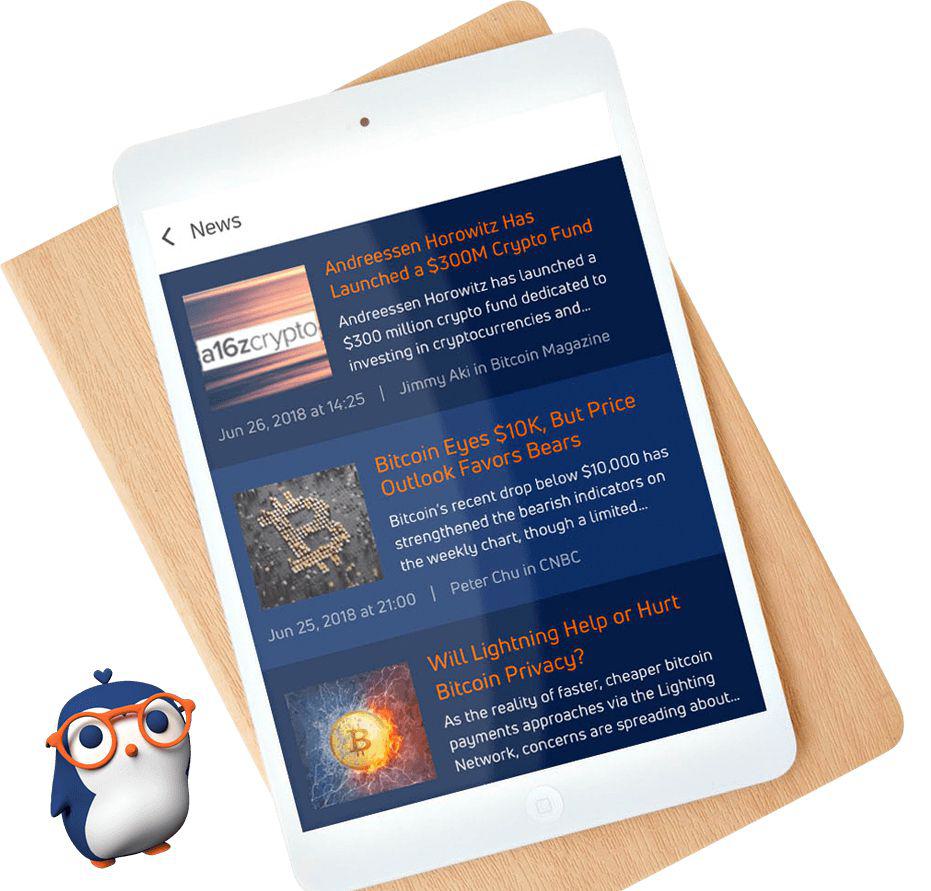 News
Andreessen Horowitz Has
Launched a $300M Crypto Fund
Andreessen Horowitz has launched a
$300 million crypto fund dedicated to
investing in cryptocurrencies and...
a16zcrypto
Jun 26, 2018 at 14:25 | Jimmy Aki in Bitcoin Magazine
Bitcoin Eyes $10K, But Price
Outlook Favors Bears
Bitcoin's recent drop below $10,000 has
strengthened the bearish indicators on
the weekly chart, though a limited...
Jun 25, 2018 at 21:00 | Peter Chu in CNBC
Will Lightning Help or Hurt
Bitcoin Privacy?
As the reality of faster, cheaper bitcoin
payments approaches via the Lighting
Network, concerns are spreading about...